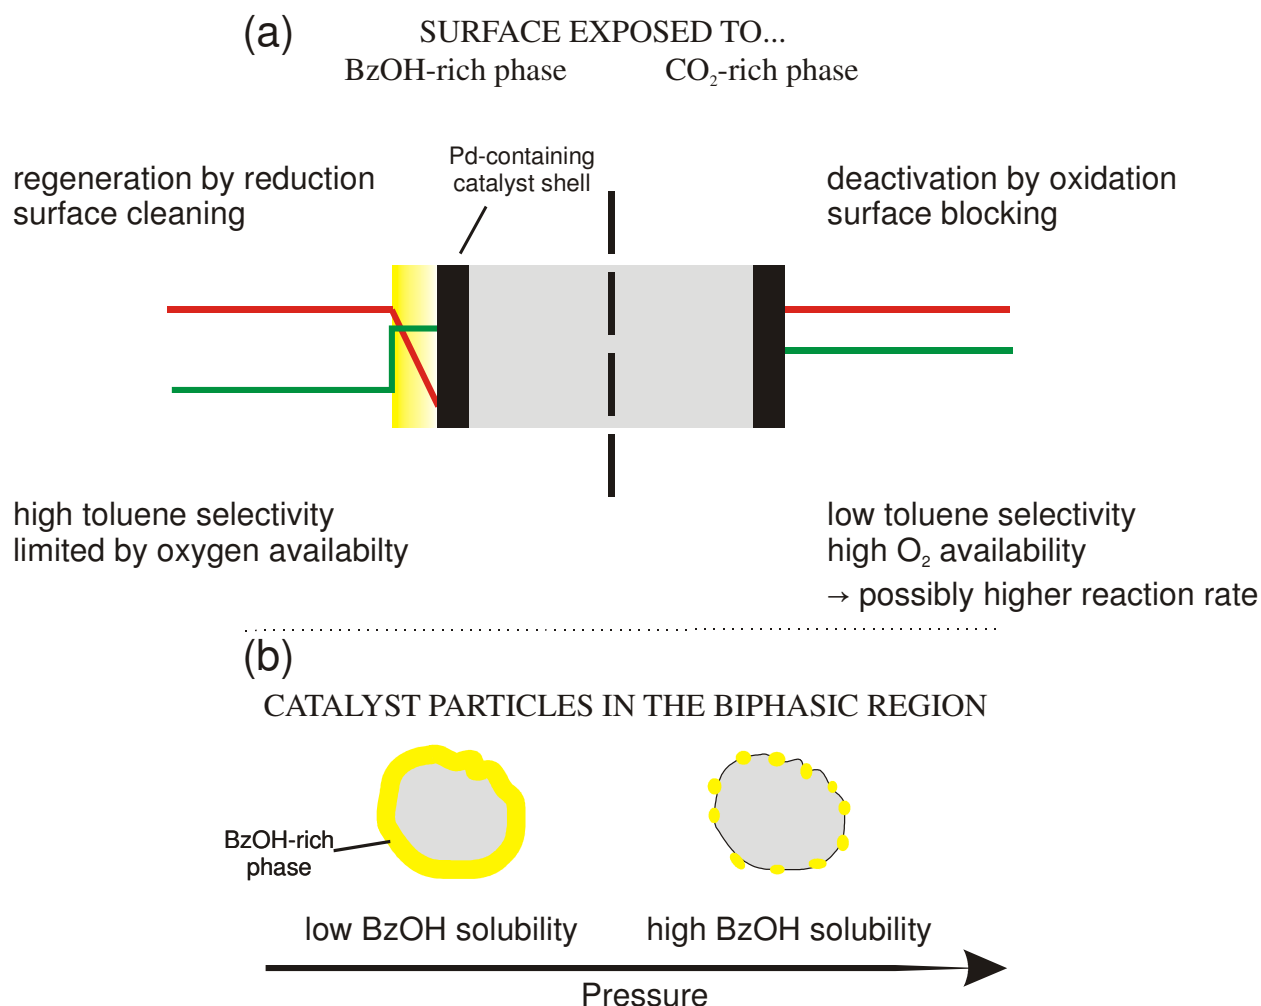 (a)
SURFACE EXPOSED TO...
BzOH-rich phase
CO₂-rich phase
Pd-containing
catalyst shell
regeneration by reduction
surface cleaning
deactivation by oxidation
surface blocking
high toluene selectivity
limited by oxygen availabilty
low toluene selectivity
high O₂ availability
→ possibly higher reaction rate
(b)
CATALYST PARTICLES IN THE BIPHASIC REGION
BzOH-rich
phase
low BzOH solubility
high BzOH solubility
Pressure